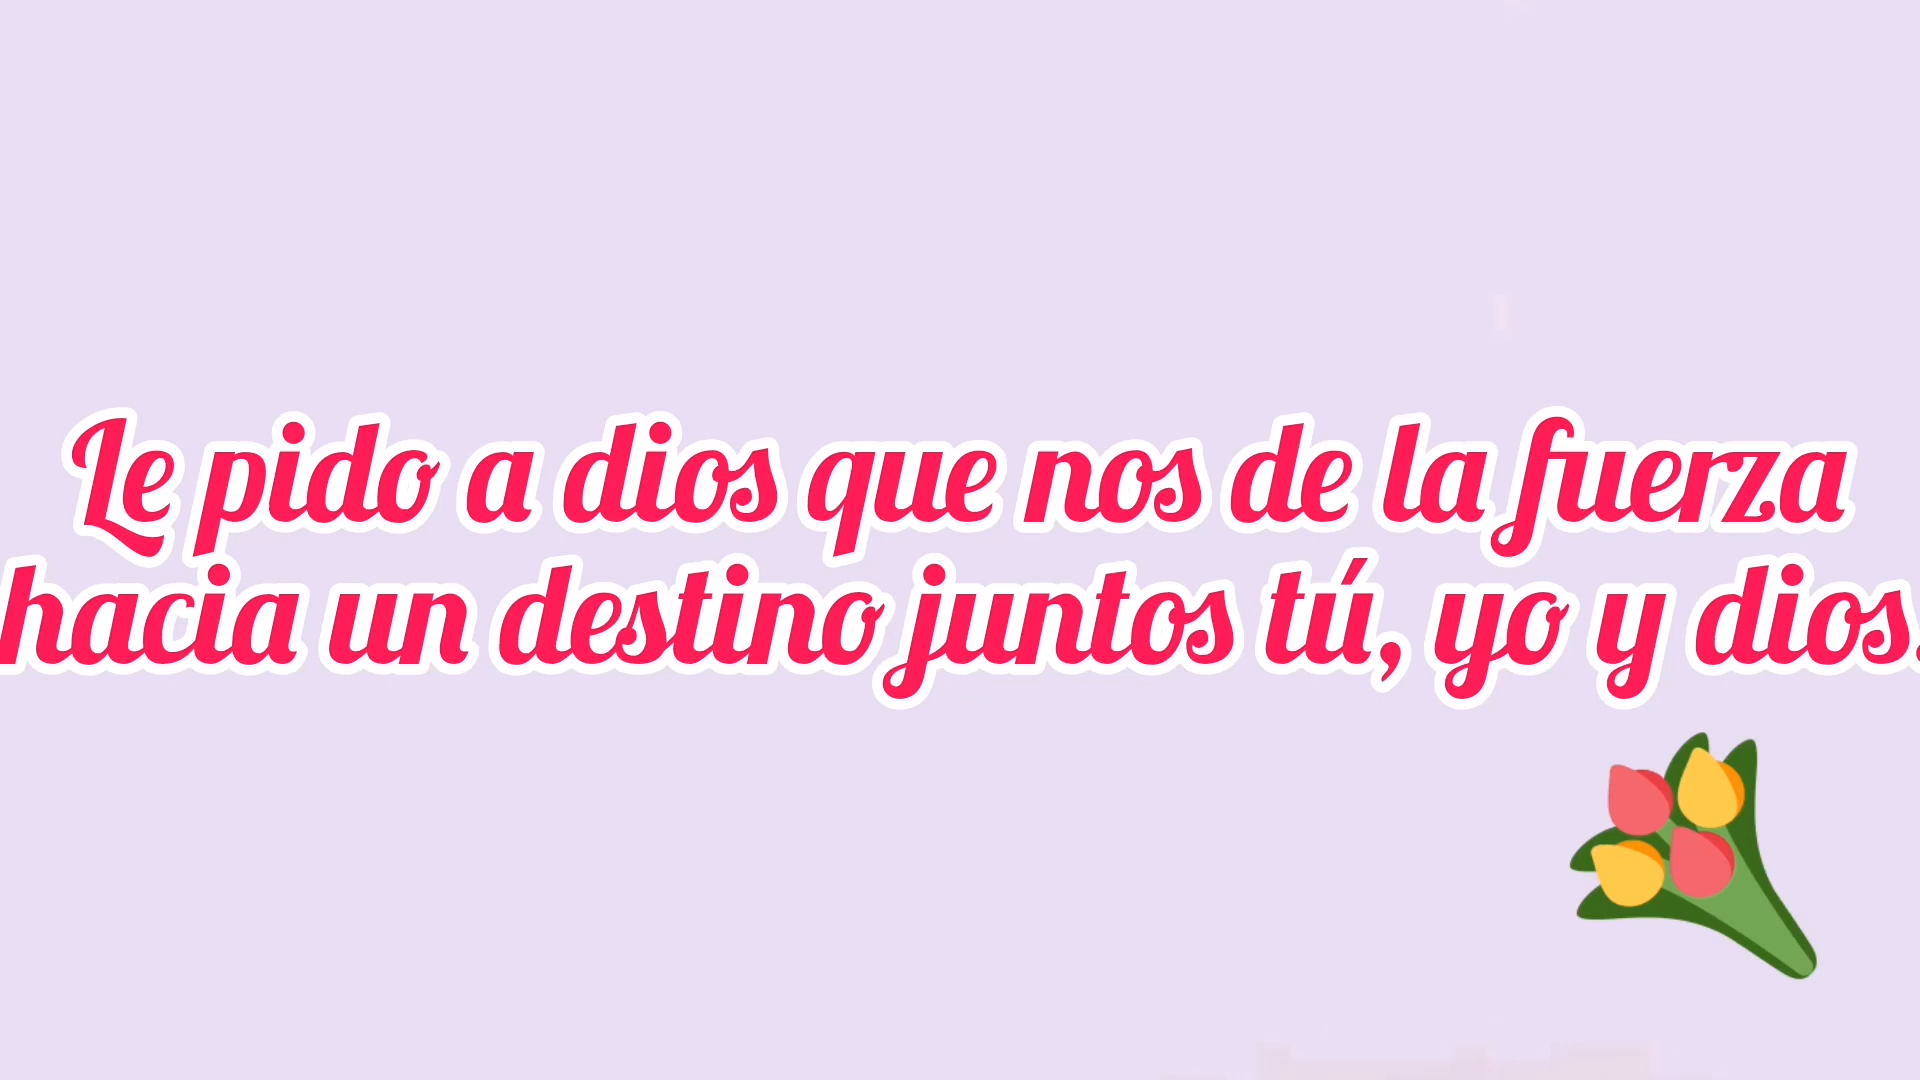 Le pido a dios que nos de la fuerza
hacia un destino juntos tú, yo y dios.